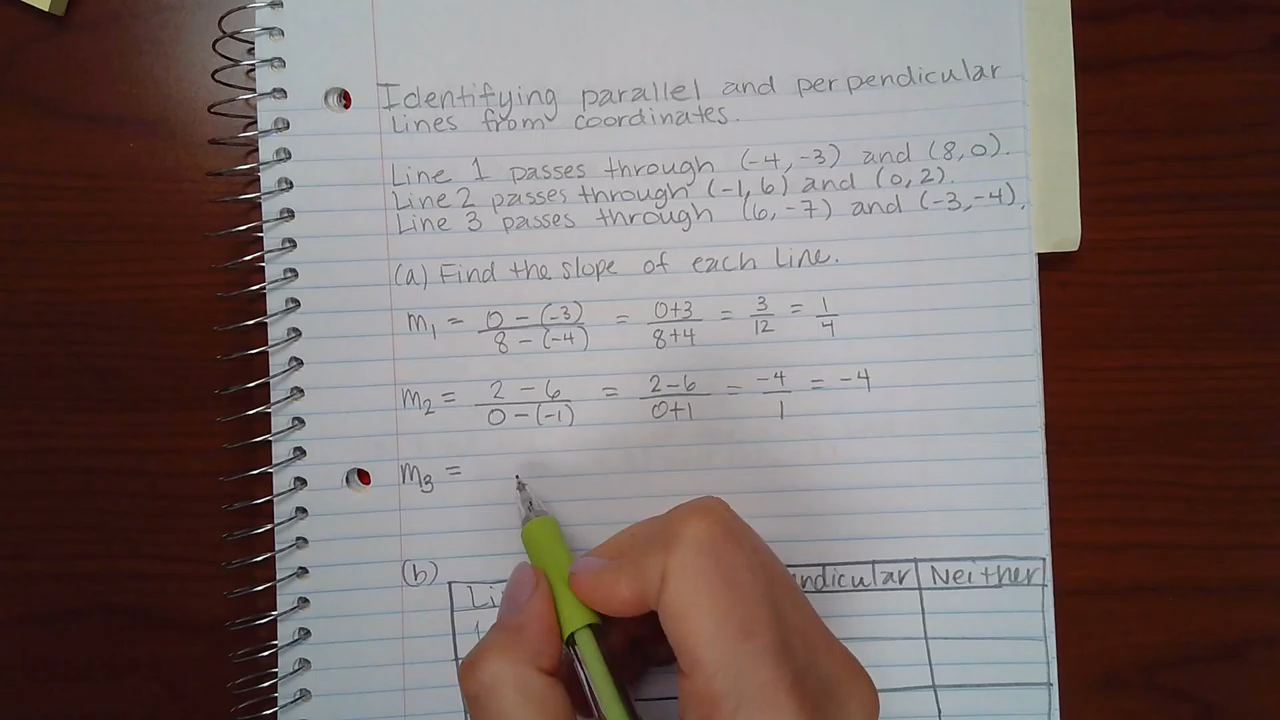 Identifying parallel and perpendicular
lines from coordinates.
Line 1 passes through (-4,-3) and (8,0).
Line 2 passes through (-1,6) and (0,2).
Line 3 passes through (6,-7) and (-3,-4).
(a) Find the slope of each line.
m₁ = 0-(-3)/8-(-4) = 0+3/8+4 = 3/12 = 1/4
m₂ = 2-6/0-(-1) = 2-6/0+1 = -4/1 = -4
m₃ =
(b)
Neither